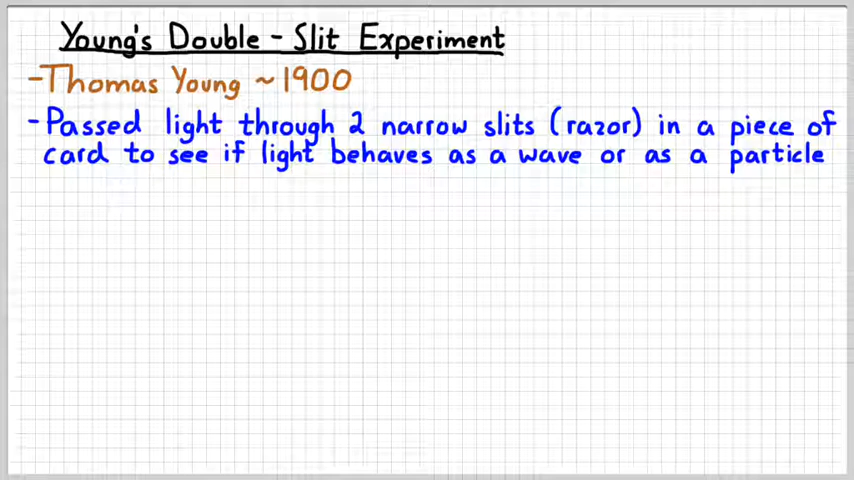 Young's Double - Slit Experiment
- Thomas Young ~ 1900
- Passed light through 2 narrow slits (razor) in a piece of
card to see if light behaves as a wave or as a particle